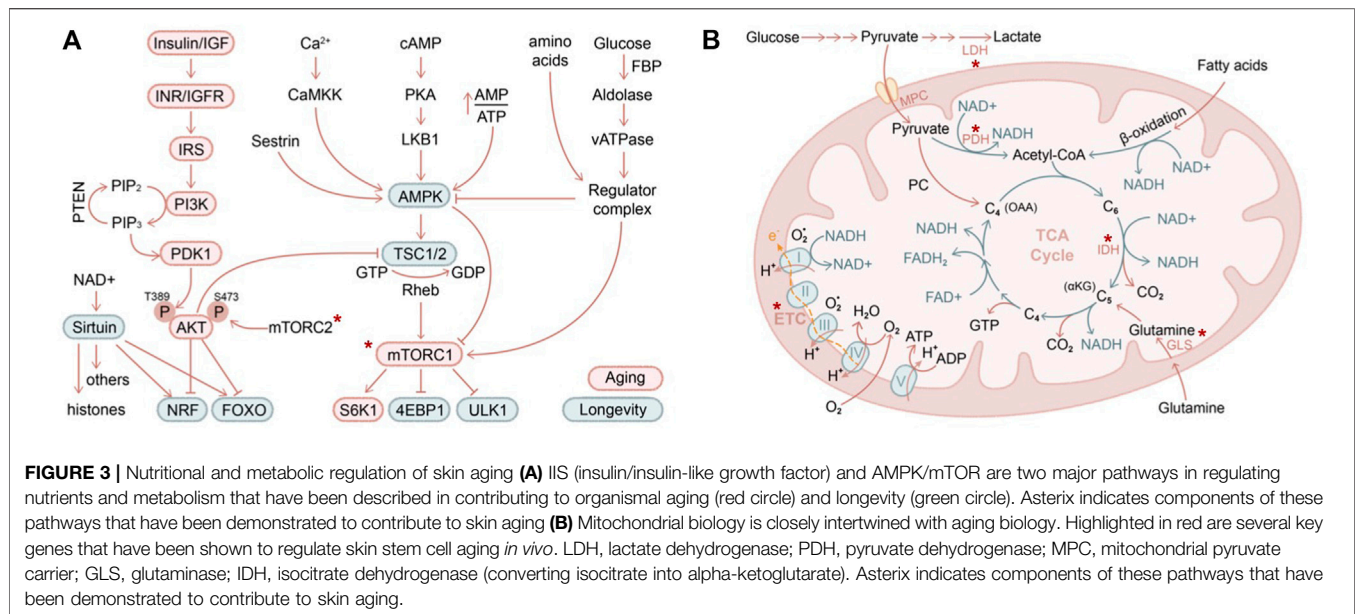 A
Insulin/IGF
INR/IGFR
IRS
PTEN
PIP2
PIP3
PI3K
PDK1
NAD+
T389
S473
P
P
AKT
mTORC2*
Sirtuin
others
histones
NRF
FOXO
Ca2+
CaMKK
Sestrin
cAMP
PKA
LKB1
AMP
ATP
amino
acids
Glucose
FBP
Aldolase
vATPase
Regulator
complex
AMPK
TSC1/2
GTP
GDP
Rheb
*
mTORC1
S6K1
4EBP1
ULK1
Aging
Longevity
B
Glucose
Pyruvate
Lactate
LDH
*
Fatty acids
MPC
NAD+
*
PDH
NADH
Pyruvate
Acetyl-CoA
β-oxidation
NADH
NAD+
PC
C4 (OAA)
C6
NAD+
*
IDH
NADH
CO2
TCA
Cycle
NADH
FADH2
FAD+
GTP
C4
(αKG)
C5
CO2
NADH
Glutamine*
GLS
Glutamine
e-
O2•
NADH
NAD+
H+
I
II
*
ETC
O2•
III
H+
H2O
O2
IV
H+
O2
ATP
H+
ADP
V
FIGURE 3 | Nutritional and metabolic regulation of skin aging (A) IIS (insulin/insulin-like growth factor) and AMPK/mTOR are two major pathways in regulating
nutrients and metabolism that have been described in contributing to organismal aging (red circle) and longevity (green circle). Asterix indicates components of these
pathways that have been demonstrated to contribute to skin aging (B) Mitochondrial biology is closely intertwined with aging biology. Highlighted in red are several key
genes that have been shown to regulate skin stem cell aging in vivo. LDH, lactate dehydrogenase; PDH, pyruvate dehydrogenase; MPC, mitochondrial pyruvate
carrier; GLS, glutaminase; IDH, isocitrate dehydrogenase (converting isocitrate into alpha-ketoglutarate). Asterix indicates components of these pathways that have
been demonstrated to contribute to skin aging.